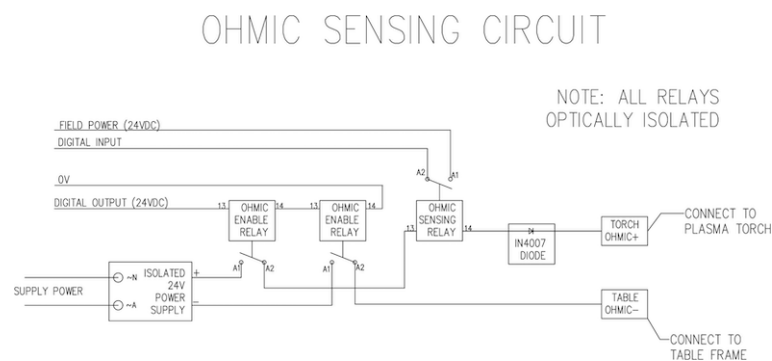 OHMIC SENSING CIRCUIT
NOTE: ALL RELAYS
OPTICALLY ISOLATED
FIELD POWER (24VDC)
DIGITAL INPUT
A2
A1
0V
DIGITAL OUTPUT (24VDC)
13
OHMIC
ENABLE
RELAY
14
13
OHMIC
ENABLE
RELAY
14
13
OHMIC
SENSING
RELAY
14
IN4007
DIODE
TORCH
OHMIC+
CONNECT TO
PLASMA TORCH
A1
A2
A1
A2
SUPPLY POWER
~N
~A
ISOLATED
24V
POWER
SUPPLY
+
-
TABLE
OHMIC-
CONNECT TO
TABLE FRAME